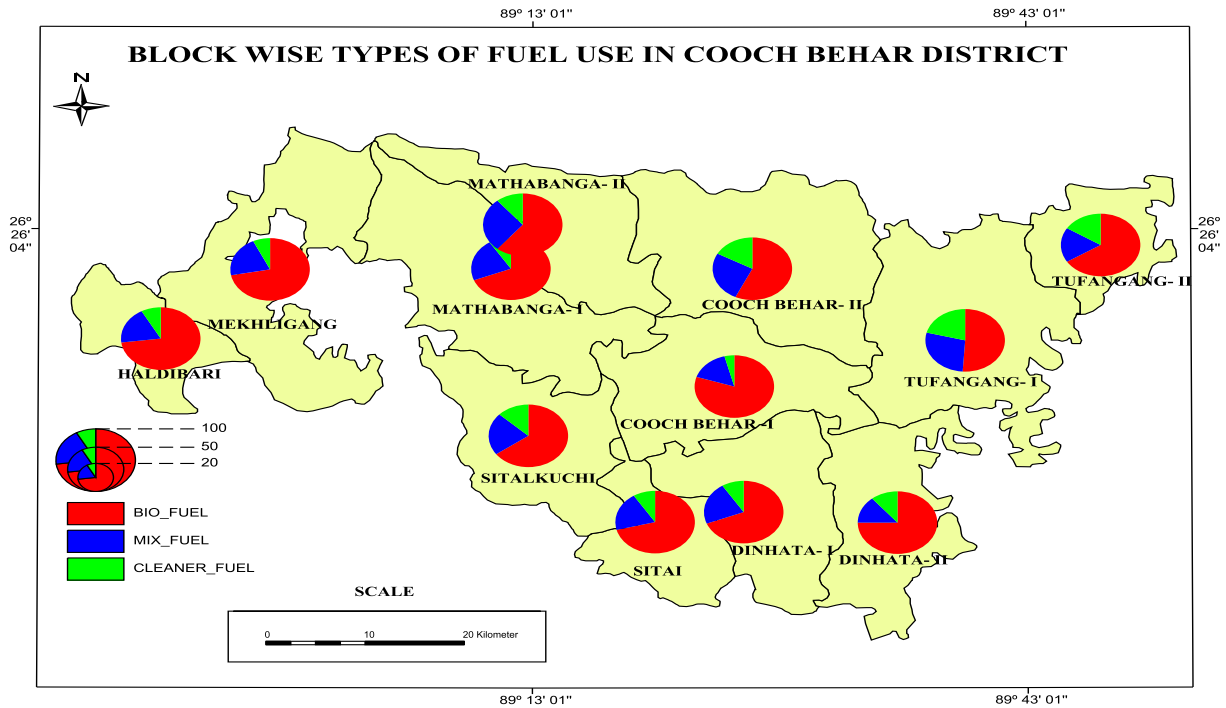 89° 13' 01"
89° 43' 01"
BLOCK WISE TYPES OF FUEL USE IN COOCH BEHAR DISTRICT
N
MATHABANGA- II
26°
26'
04"
26°
26'
04"
TUFANGANG- II
COOCH BEHAR- II
MATHABANGA- I
MEKHLIGANG
HALDIBARI
TUFANGANG- I
COOCH BEHAR -I
100
50
20
SITALKUCHI
BIO_FUEL
MIX_FUEL
CLEANER_FUEL
DINHATA- I
DINHATA- II
SITAI
SCALE
0 10 20 Kilometer
89° 13' 01"
89° 43' 01"